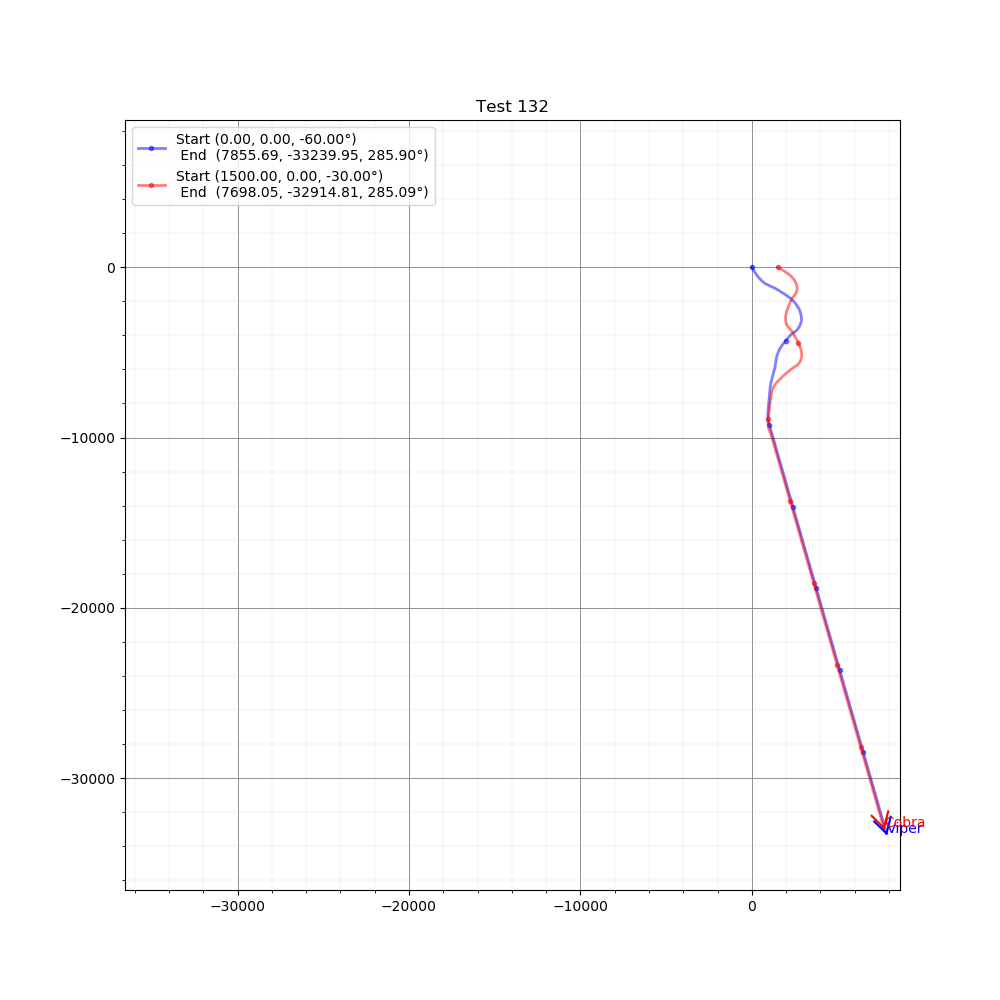 Test 132
Start (0.00, 0.00, -60.00°)
End (7855.69, -33239.95, 285.90°)
Start (1500.00, 0.00, -30.00°)
End (7698.05, -32914.81, 285.09°)
0
−10000
−20000
−30000
Cobra
Viper
−30000
−20000
−10000
0